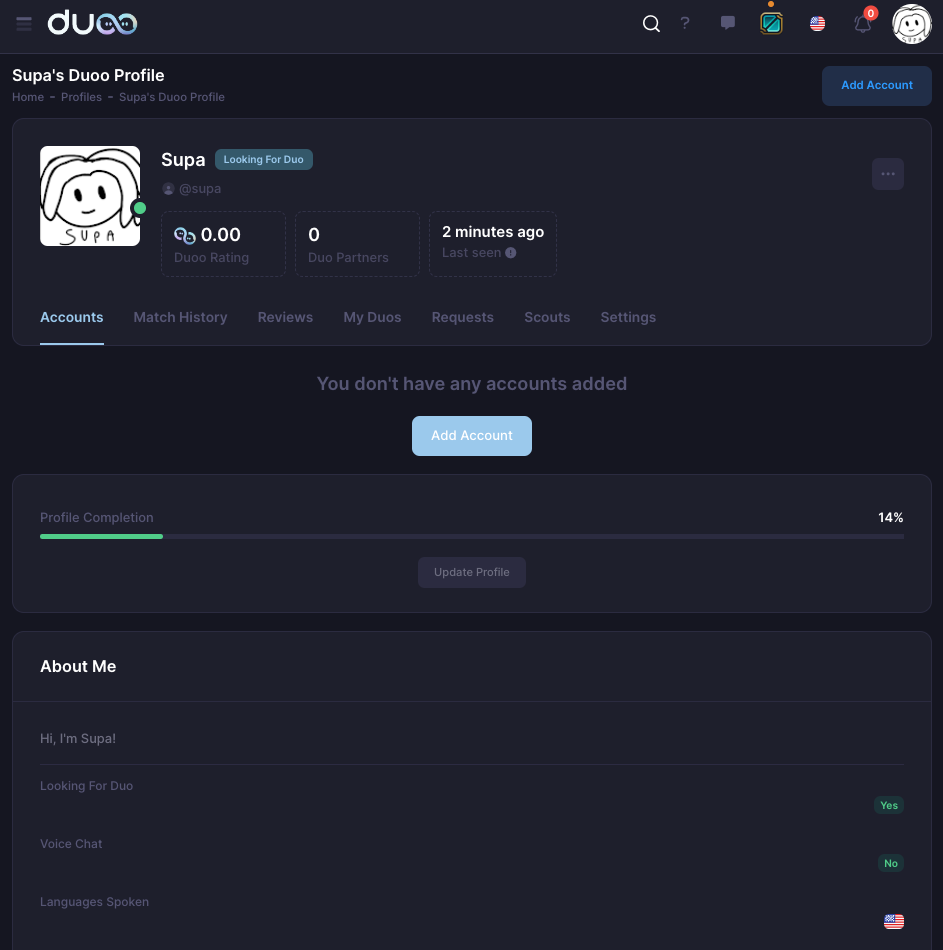 duoo
?
0
SUPA
Supa's Duoo Profile
Home - Profiles - Supa's Duoo Profile
Add Account
SUPA
Supa
Looking For Duo
@supa
0.00
Duoo Rating
0
Duo Partners
2 minutes ago
Last seen
Accounts Match History Reviews My Duos Requests Scouts Settings
You don't have any accounts added
Add Account
Profile Completion
14%
Update Profile
About Me
Hi, I'm Supa!
Looking For Duo
Yes
Voice Chat
No
Languages Spoken